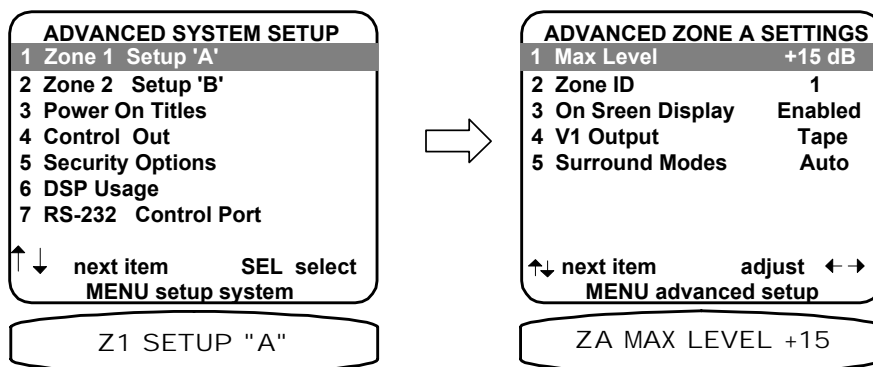 ADVANCED SYSTEM SETUP
1 Zone 1 Setup 'A'
2 Zone 2 Setup 'B'
3 Power On Titles
4 Control Out
5 Security Options
6 DSP Usage
7 RS-232 Control Port
↑↓ next item SEL select
MENU setup system
Z1 SETUP "A"
ADVANCED ZONE A SETTINGS
1 Max Level +15 dB
2 Zone ID 1
3 On Sreen Display Enabled
4 V1 Output Tape
5 Surround Modes Auto
↑↓ next item adjust ←→
MENU advanced setup
ZA MAX LEVEL +15